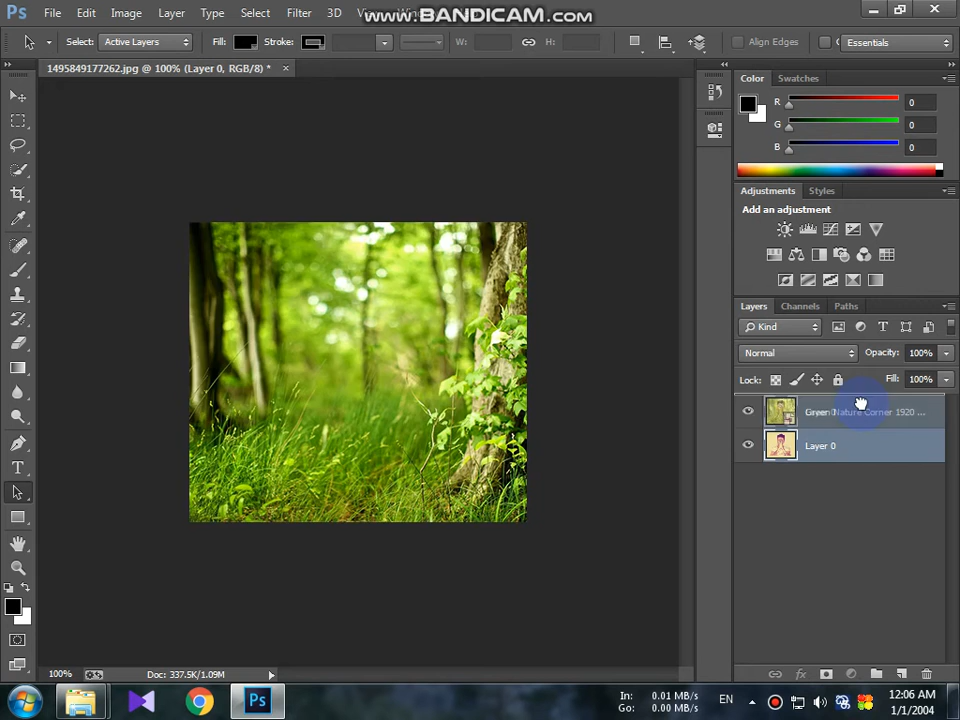 Ps File Edit Image Layer Type Select Filter 3D
www.BANDICAM.com
Select: Active Layers Fill: Stroke: W: H: Align Edges Essentials
1495849177262.jpg @ 100% (Layer 0, RGB/8) * ×
Color Swatches
R 0
G 0
B 0
Adjustments Styles
Add an adjustment
Layers Channels Paths
Kind
Normal Opacity: 100%
Lock: Fill: 100%
Green Nature Corner 1920 ...
Layer 0
100% Doc: 337.5K/1.09M
Ps In: 0.01 MB/s EN 12:06 AM
Go: 0.00 MB/s 1/1/2004